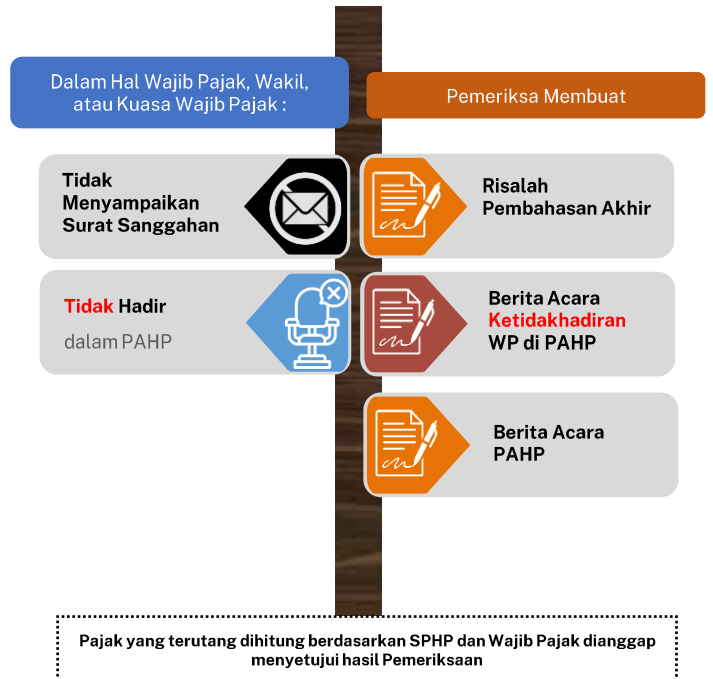 Dalam Hal Wajib Pajak, Wakil,
atau Kuasa Wajib Pajak :
Pemeriksa Membuat
Tidak
Menyampaikan
Surat Sanggahan
Risalah
Pembahasan Akhir
Tidak Hadir
dalam PAHP
Berita Acara
Ketidakhadiran
WP di PAHP
Berita Acara
PAHP
Pajak yang terutang dihitung berdasarkan SPHP dan Wajib Pajak dianggap
menyetujui hasil Pemeriksaan